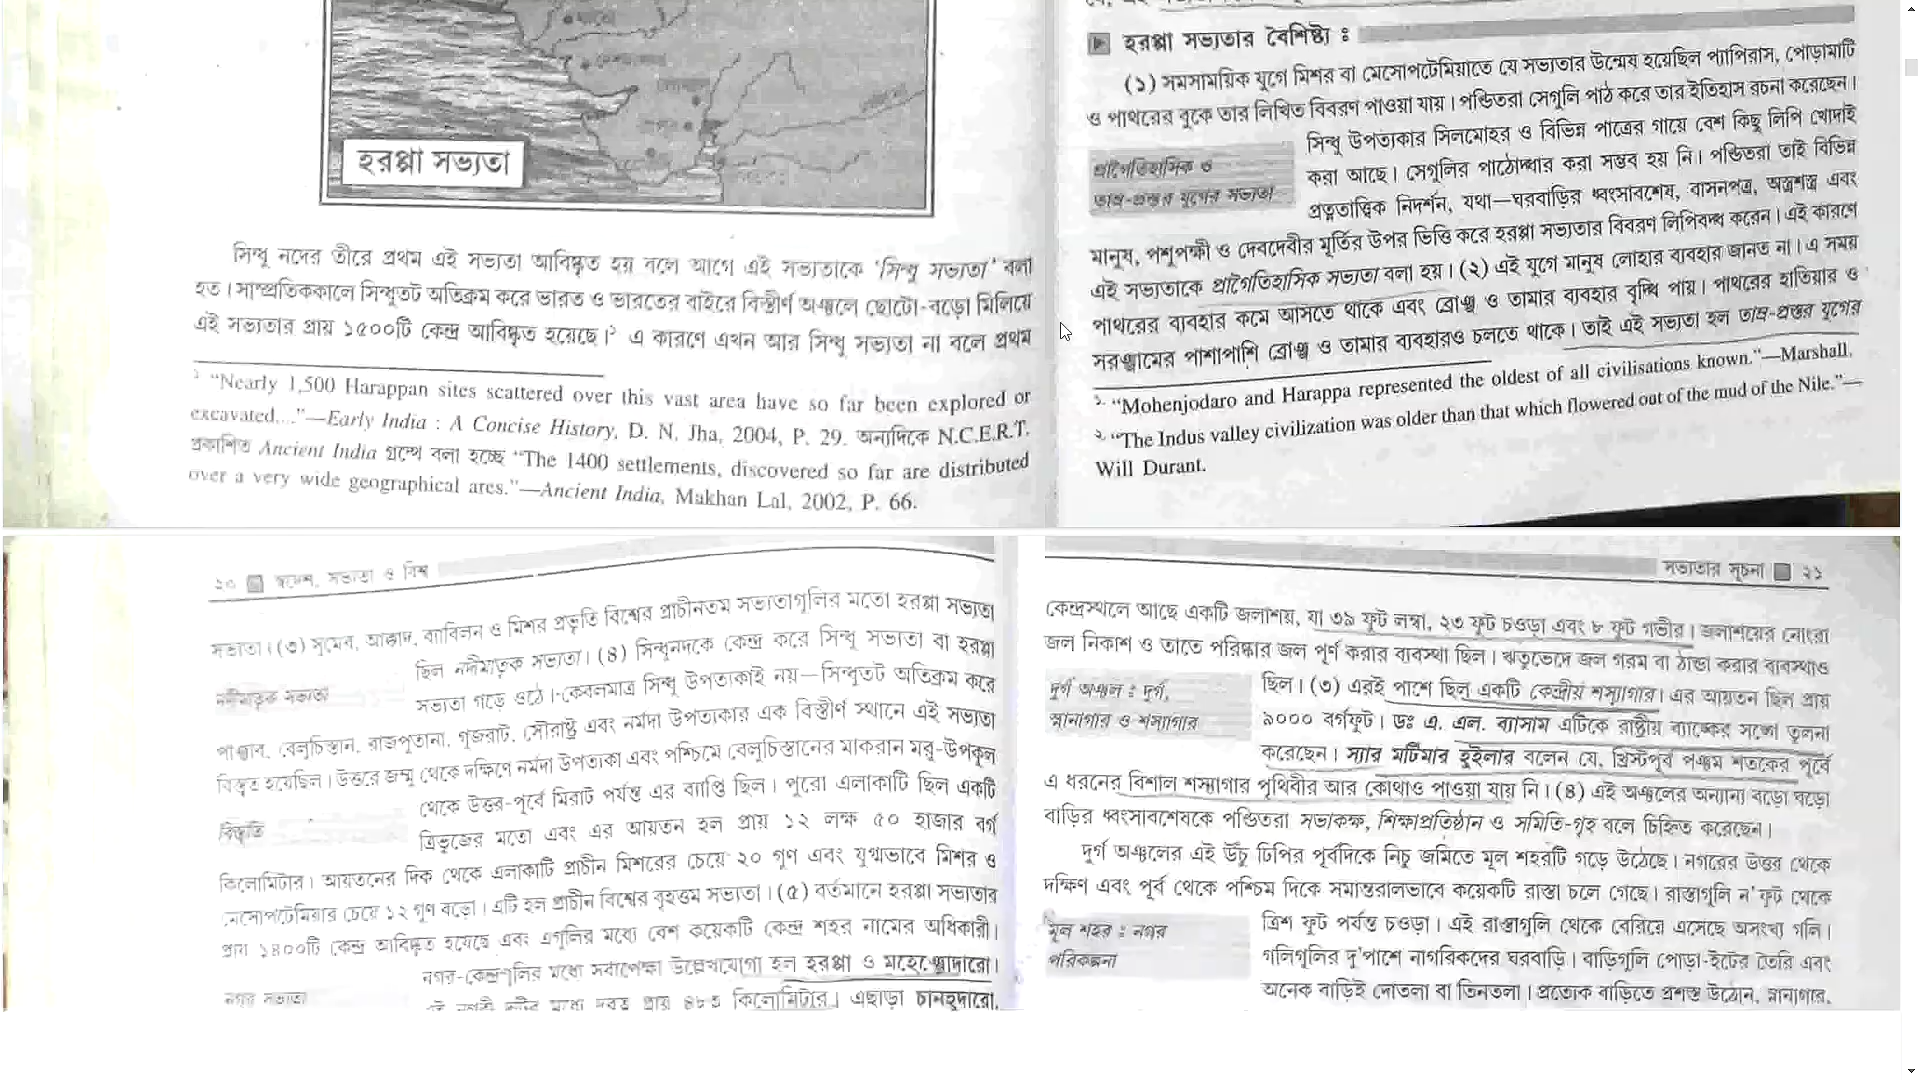 হরপ্পা সভ্যতা
সিন্ধু নদের তীরে প্রথম এই সভ্যতা আবিষ্কৃত হয় বলে আগে এই সভ্যতাকে ‘সিন্ধু সভ্যতা’ বলা
হত। সাম্প্রতিককালে সিন্ধুতট অতিক্রম করে ভারত ও ভারতের বাইরে বিস্তীর্ণ অঞ্চলে ছোটো-বড়ো মিলিয়ে
এই সভ্যতার প্রায় ১৫০০টি কেন্দ্র আবিষ্কৃত হয়েছে।১ এ কারণে এখন আর সিন্ধু সভ্যতা না বলে প্রথম
১ “Nearly 1,500 Harappan sites scattered over this vast area have so far been explored or
excavated...”—Early India : A Concise History, D. N. Jha, 2004, P. 29. অন্যদিকে N.C.E.R.T.
প্রকাশিত Ancient India গ্রন্থে বলা হচ্ছে “The 1400 settlements, discovered so far are distributed
over a very wide geographical ares.”—Ancient India, Makhan Lal, 2002, P. 66.
হরপ্পা সভ্যতার বৈশিষ্ট্য :
(১) সমসাময়িক যুগে মিশর বা মেসোপটেমিয়াতে যে সভ্যতার উন্মেষ হয়েছিল প্যাপিরাস, পোড়ামাটি
ও পাথরের বুকে তার লিখিত বিবরণ পাওয়া যায়। পণ্ডিতরা সেগুলি পাঠ করে তার ইতিহাস রচনা করেছেন।
সিন্ধু উপত্যকার সিলমোহর ও বিভিন্ন পাত্রের গায়ে বেশ কিছু লিপি খোদাই
প্রাগৈতিহাসিক ও
করা আছে। সেগুলির পাঠোদ্ধার করা সম্ভব হয় নি। পণ্ডিতরা তাই বিভিন্ন
তাম্র-প্রস্তর যুগের সভ্যতা
প্রত্নতাত্ত্বিক নিদর্শন, যথা—ঘরবাড়ির ধ্বংসাবশেষ, বাসনপত্র, অস্ত্রশস্ত্র এবং
মানুষ, পশুপক্ষী ও দেবদেবীর মূর্তির উপর ভিত্তি করে হরপ্পা সভ্যতার বিবরণ লিপিবদ্ধ করেন। এই কারণে
এই সভ্যতাকে প্রাগৈতিহাসিক সভ্যতা বলা হয়। (২) এই যুগে মানুষ লোহার ব্যবহার জানত না। এ সময়
পাথরের ব্যবহার কমে আসতে থাকে এবং ব্রোঞ্জ ও তামার ব্যবহার বৃদ্ধি পায়। পাথরের হাতিয়ার ও
সরঞ্জামের পাশাপাশি ব্রোঞ্জ ও তামার ব্যবহারও চলতে থাকে। তাই এই সভ্যতা হল তাম্র-প্রস্তর যুগের
১. “Mohenjodaro and Harappa represented the oldest of all civilisations known.”—Marshall.
২. “The Indus valley civilization was older than that which flowered out of the mud of the Nile.”—
Will Durant.
২০ স্বদেশ, সভ্যতা ও বিশ্ব
সভ্যতা। (৩) সুমের, আক্কাদ, ব্যাবিলন ও মিশর প্রভৃতি বিশ্বের প্রাচীনতম সভ্যতাগুলির মতো হরপ্পা সভ্যতা
ছিল নদীমাতৃক সভ্যতা। (৪) সিন্ধুনদকে কেন্দ্র করে সিন্ধু সভ্যতা বা হরপ্পা
নদীমাতৃক সভ্যতা
সভ্যতা গড়ে ওঠে। কেবলমাত্র সিন্ধু উপত্যকাই নয়—সিন্ধুতট অতিক্রম করে
পাঞ্জাব, বেলুচিস্তান, রাজপুতানা, গুজরাট, সৌরাষ্ট্র এবং নর্মদা উপত্যকার এক বিস্তীর্ণ স্থানে এই সভ্যতা
বিস্তৃত হয়েছিল। উত্তরে জম্মু থেকে দক্ষিণে নর্মদা উপত্যকা এবং পশ্চিমে বেলুচিস্তানের মাকরান মরু-উপকূল
থেকে উত্তর-পূর্বে মিরাট পর্যন্ত এর ব্যাপ্তি ছিল। পুরো এলাকাটি ছিল একটি
বিস্তৃতি
ত্রিভুজের মতো এবং এর আয়তন হল প্রায় ১২ লক্ষ ৫০ হাজার বর্গ
কিলোমিটার। আয়তনের দিক থেকে এলাকাটি প্রাচীন মিশরের চেয়ে ২০ গুণ এবং যুগ্মভাবে মিশর ও
মেসোপটেমিয়ার চেয়ে ১২ গুণ বড়ো। এটি হল প্রাচীন বিশ্বের বৃহত্তম সভ্যতা। (৫) বর্তমানে হরপ্পা সভ্যতার
প্রায় ১৪০০টি কেন্দ্র আবিষ্কৃত হয়েছে এবং এগুলির মধ্যে বেশ কয়েকটি কেন্দ্র শহর নামের অধিকারী।
নগর-কেন্দ্রগুলির মধ্যে সর্বাপেক্ষা উল্লেখযোগ্য হল হরপ্পা ও মহেঞ্জোদারো।
নগর সভ্যতা
প্রায় ৪৮৩ কিলোমিটার। এছাড়া চানহুদারো,
সভ্যতার সূচনা ২১
কেন্দ্রস্থলে আছে একটি জলাশয়, যা ৩৯ ফুট লম্বা, ২৩ ফুট চওড়া এবং ৮ ফুট গভীর। জলাশয়ের নোংরা
জল নিকাশ ও তাতে পরিষ্কার জল পূর্ণ করার ব্যবস্থা ছিল। ঋতুভেদে জল গরম বা ঠান্ডা করার ব্যবস্থাও
ছিল। (৩) এরই পাশে ছিল একটি কেন্দ্রীয় শস্যাগার। এর আয়তন ছিল প্রায়
দুর্গ অঞ্চল : দুর্গ,
স্নানাগার ও শস্যাগার
৯০০০ বর্গফুট। ডঃ এ. এল. ব্যাসাম এটিকে রাষ্ট্রীয় ব্যাঙ্কের সঙ্গে তুলনা
করেছেন। স্যার মর্টিমার হুইলার বলেন যে, খ্রিস্টপূর্ব পঞ্চম শতকের পূর্বে
এ ধরনের বিশাল শস্যাগার পৃথিবীর আর কোথাও পাওয়া যায় নি। (৪) এই অঞ্চলের অন্যান্য বড়ো বড়ো
বাড়ির ধ্বংসাবশেষকে পণ্ডিতরা সভাকক্ষ, শিক্ষাপ্রতিষ্ঠান ও সমিতি-গৃহ বলে চিহ্নিত করেছেন।
দুর্গ অঞ্চলের এই উঁচু ঢিপির পূর্বদিকে নিচু জমিতে মূল শহরটি গড়ে উঠেছে। নগরের উত্তর থেকে
দক্ষিণ এবং পূর্ব থেকে পশ্চিম দিকে সমান্তরালভাবে কয়েকটি রাস্তা চলে গেছে। রাস্তাগুলি ন’ফুট থেকে
ত্রিশ ফুট পর্যন্ত চওড়া। এই রাস্তাগুলি থেকে বেরিয়ে এসেছে অসংখ্য গলি।
মূল শহর : নগর
পরিকল্পনা
গলিগুলির দু’পাশে নাগরিকদের ঘরবাড়ি। বাড়িগুলি পোড়া-ইটের তৈরি এবং
অনেক বাড়িই দোতলা বা তিনতলা। প্রত্যেক বাড়িতে প্রশস্ত উঠোন, স্নানাগার,